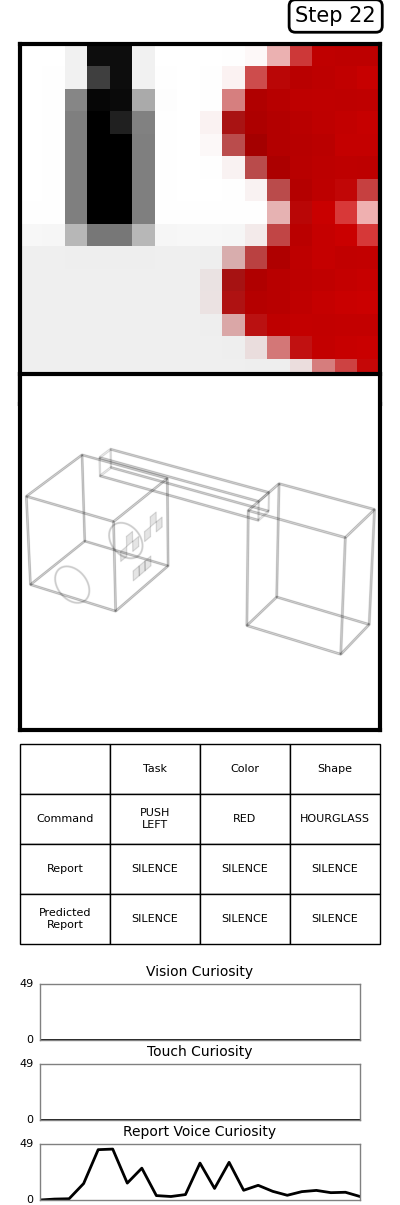 Step 22
Task Color Shape
Command PUSH LEFT RED HOURGLASS
Report SILENCE SILENCE SILENCE
Predicted Report SILENCE SILENCE SILENCE
Vision Curiosity
49
0
Touch Curiosity
49
0
Report Voice Curiosity
49
0